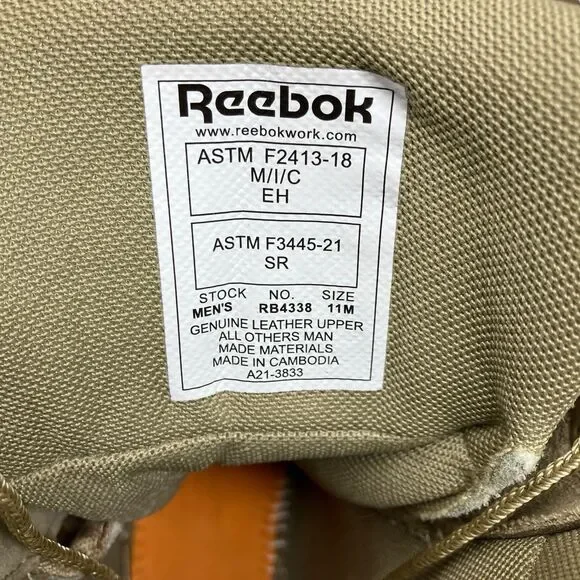 Reebok
www.reebokwork.com
ASTM F2413-18
M/I/C
EH
ASTM F3445-21
SR
STOCK NO. SIZE
MEN'S RB4338 11M
GENUINE LEATHER UPPER
ALL OTHERS MAN
MADE MATERIALS
MADE IN CAMBODIA
A21-3833